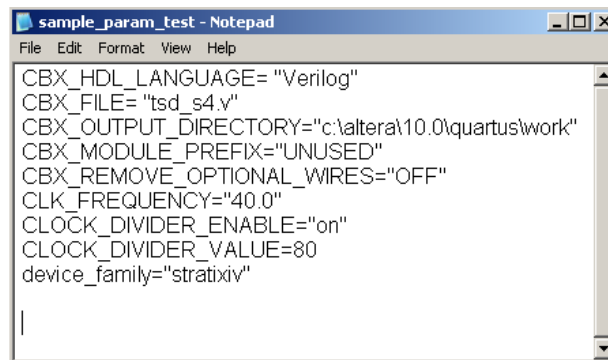 sample_param_test - Notepad
File Edit Format View Help
CBX_HDL_LANGUAGE= "Verilog"
CBX_FILE= "tsd_s4.v"
CBX_OUTPUT_DIRECTORY="c:\altera\10.0\quartus\work"
CBX_MODULE_PREFIX="UNUSED"
CBX_REMOVE_OPTIONAL_WIRES="OFF"
CLK_FREQUENCY="40.0"
CLOCK_DIVIDER_ENABLE="on"
CLOCK_DIVIDER_VALUE=80
device_family="stratixiv"